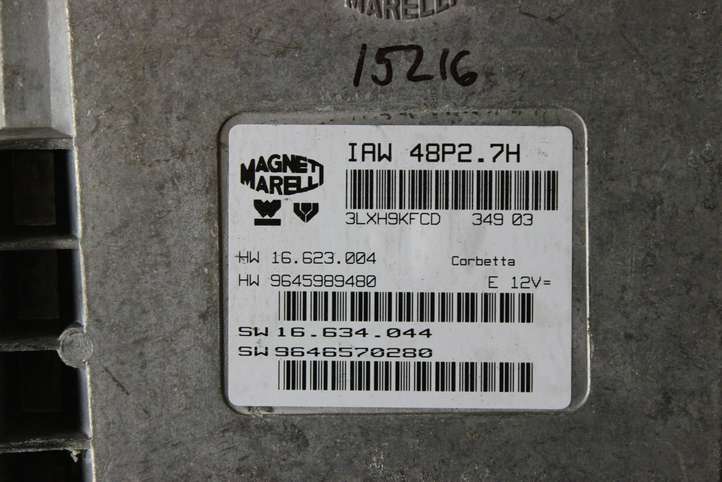 MARELLI
15216
MAGNETI
MARELLI
IAW 48P2.7H
3LXH9KFCD 349 03
HW 16.623.004 Corbetta
HW 9645989480 E 12V=
SW 16.634.044
SW 9646570280